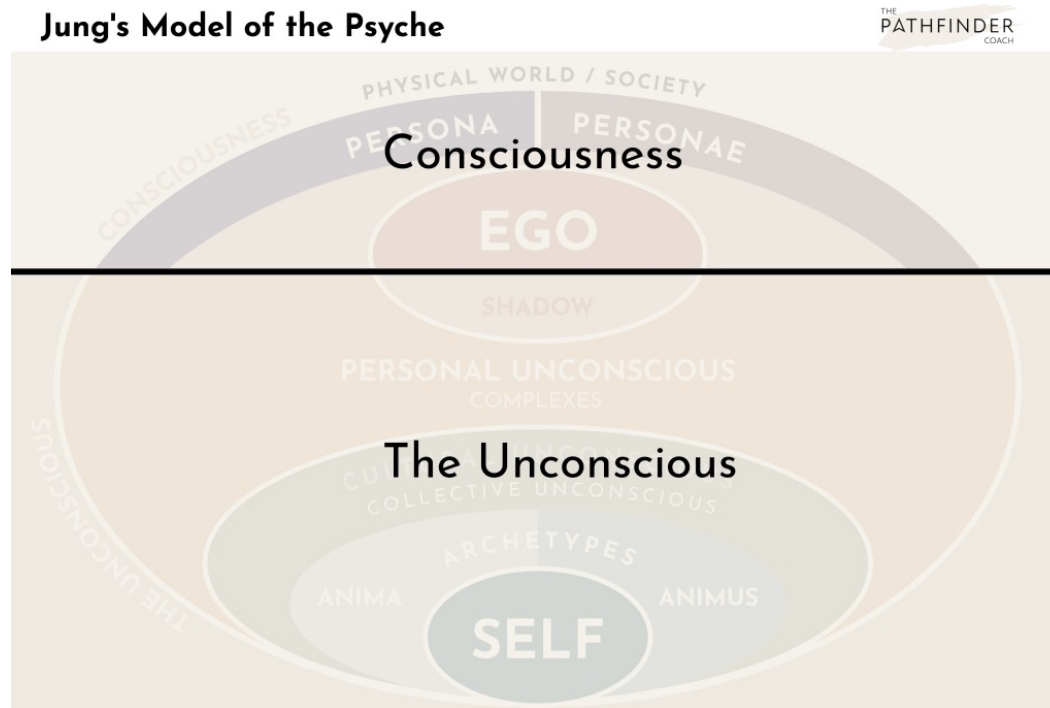 Jung's Model of the Psyche
THE
PATHFINDER
COACH
PHYSICAL WORLD / SOCIETY
CONSCIOUSNESS
PERSONA
PERSONAE
Consciousness
EGO
SHADOW
PERSONAL UNCONSCIOUS
COMPLEXES
The Unconscious
COLLECTIVE UNCONSCIOUS
ARCHETYPES
ANIMA
ANIMUS
SELF
THE UNCONSCIOUS